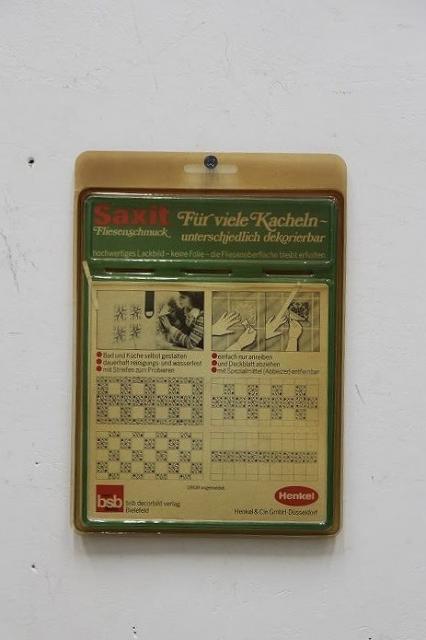 Saxit
Fliesenschmuck
Für viele Kacheln ~
unterschiedlich dekorierbar
hochwertiges Lackbild - keine Folie - die Fliesenoberfläche bleibt erhalten
Bad und Küche selbst gestalten
dauerhaft reinigungs- und wasserfest
mit Streifen zum Probieren
einfach nur anreiben
und Deckblatt abziehen
mit Spezialmittel (Abbeizer) entfernbar
angemeldet
bsb
bsb decorbild verlag
Bielefeld
Henkel
Henkel & Cie GmbH · Düsseldorf